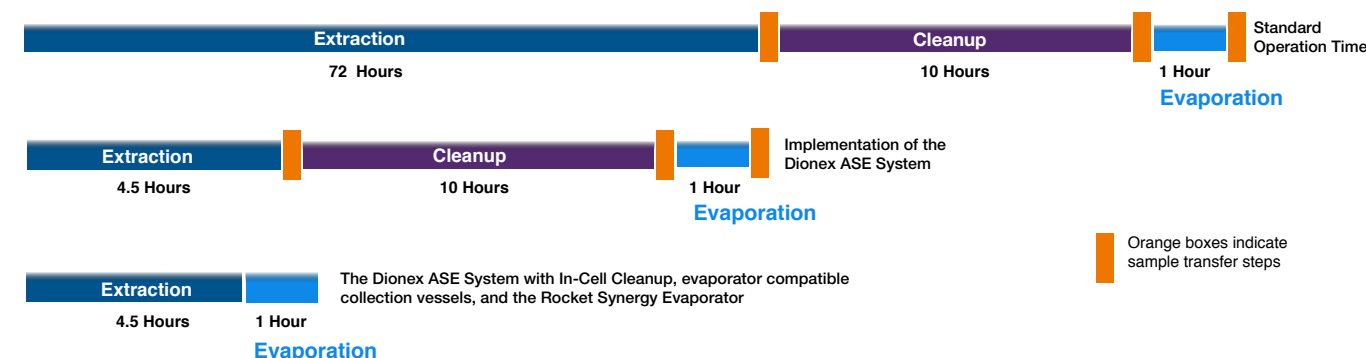 Extraction
Cleanup
Standard
Operation Time
72 Hours
10 Hours
1 Hour
Evaporation
Extraction
Cleanup
Implementation of the
Dionex ASE System
4.5 Hours
10 Hours
1 Hour
Evaporation
Orange boxes indicate
sample transfer steps
Extraction
The Dionex ASE System with In-Cell Cleanup, evaporator compatible
collection vessels, and the Rocket Synergy Evaporator
4.5 Hours
1 Hour
Evaporation